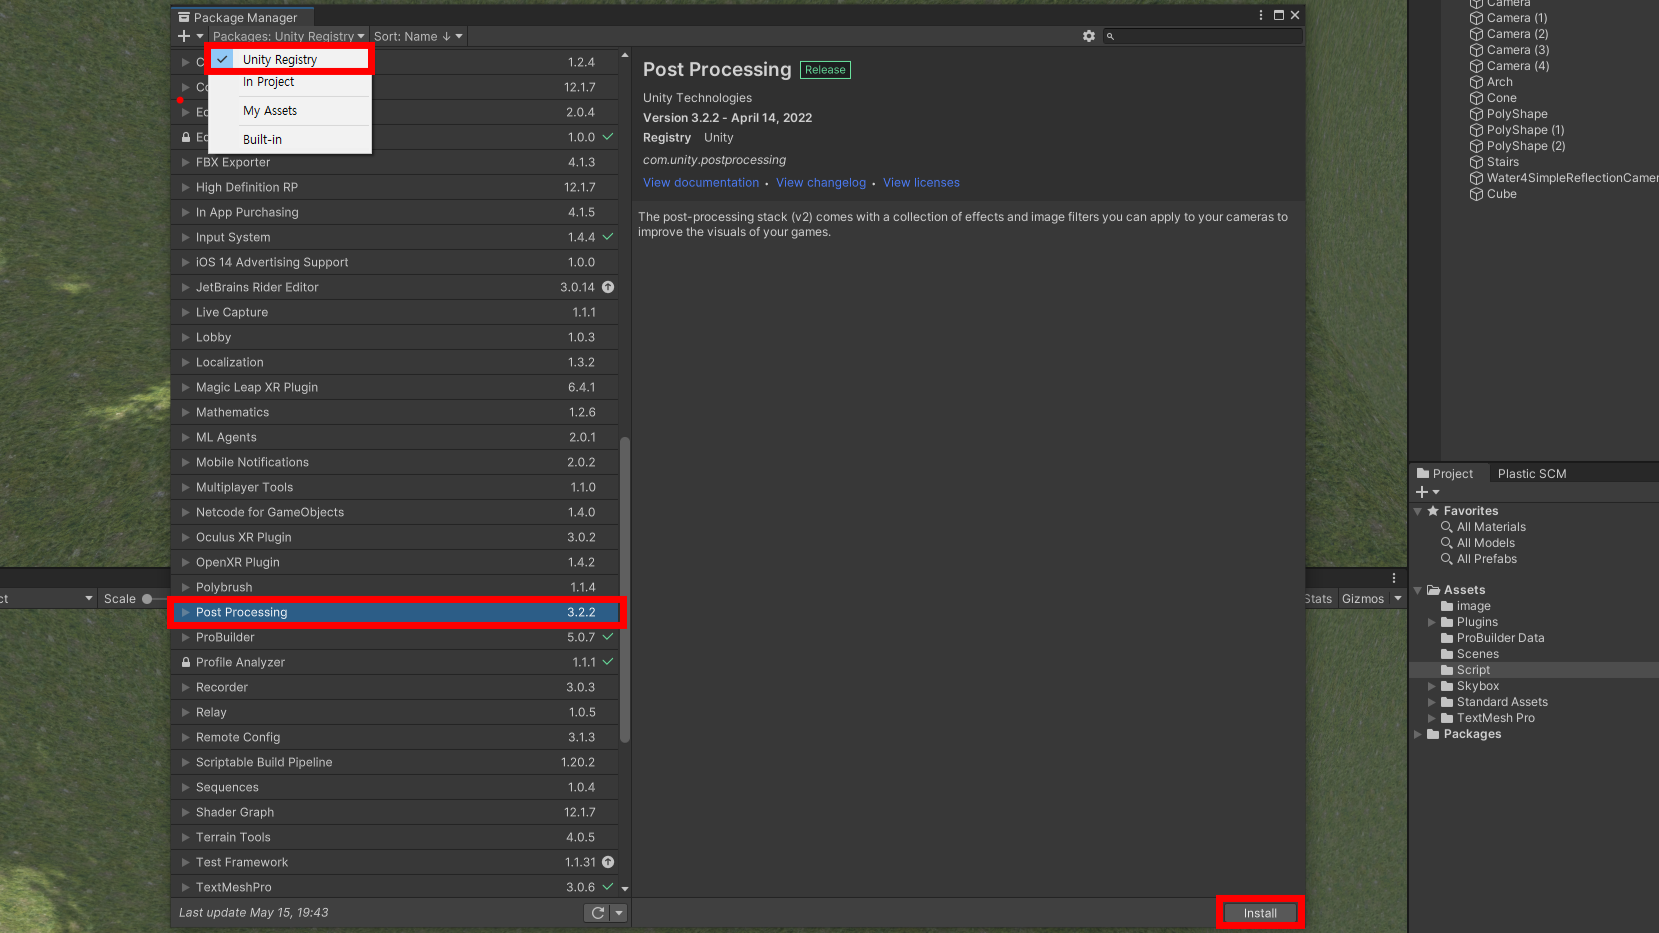 Package Manager
Packages: Unity Registry
Sort: Name ↓
Unity Registry
In Project
My Assets
Built-in
1.2.4
12.1.7
2.0.4
1.0.0
FBX Exporter 4.1.3
High Definition RP 12.1.7
In App Purchasing 4.1.5
Input System 1.4.4
iOS 14 Advertising Support 1.0.0
JetBrains Rider Editor 3.0.14
Live Capture 1.1.1
Lobby 1.0.3
Localization 1.3.2
Magic Leap XR Plugin 6.4.1
Mathematics 1.2.6
ML Agents 2.0.1
Mobile Notifications 2.0.2
Multiplayer Tools 1.1.0
Netcode for GameObjects 1.4.0
Oculus XR Plugin 3.0.2
OpenXR Plugin 1.4.2
Polybrush 1.1.4
Post Processing 3.2.2
ProBuilder 5.0.7
Profile Analyzer 1.1.1
Recorder 3.0.3
Relay 1.0.5
Remote Config 3.1.3
Scriptable Build Pipeline 1.20.2
Sequences 1.0.4
Shader Graph 12.1.7
Terrain Tools 4.0.5
Test Framework 1.1.31
TextMeshPro 3.0.6
Last update May 15, 19:43
Post Processing Release
Unity Technologies
Version 3.2.2 - April 14, 2022
Registry Unity
com.unity.postprocessing
View documentation • View changelog • View licenses
The post-processing stack (v2) comes with a collection of effects and image filters you can apply to your cameras to
improve the visuals of your games.
Install
ct
Scale
Stats
Gizmos
Camera
Camera (1)
Camera (2)
Camera (3)
Camera (4)
Arch
Cone
PolyShape
PolyShape (1)
PolyShape (2)
Stairs
Water4SimpleReflectionCamer
Cube
Project
Plastic SCM
Favorites
All Materials
All Models
All Prefabs
Assets
image
Plugins
ProBuilder Data
Scenes
Script
Skybox
Standard Assets
TextMesh Pro
Packages